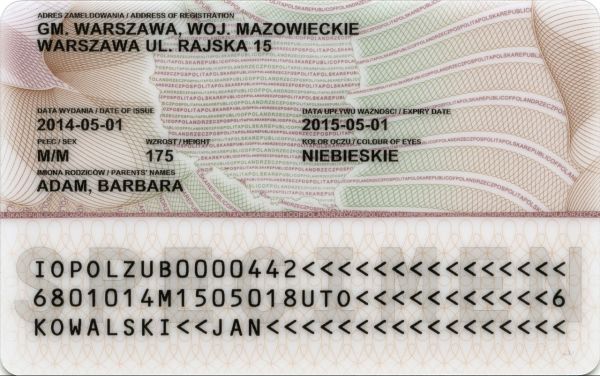 ADRES ZAMELDOWANIA / ADDRESS OF REGISTRATION
GM. WARSZAWA, WOJ. MAZOWIECKIE
WARSZAWA UL. RAJSKA 15
DATA WYDANIA / DATE OF ISSUE
2014-05-01
DATA UPŁYWU WAŻNOŚCI / EXPIRY DATE
2015-05-01
PŁEĆ / SEX
M/M
WZROST / HEIGHT
175
KOLOR OCZU / COLOUR OF EYES
NIEBIESKIE
IMIONA RODZICÓW / PARENTS' NAMES
ADAM, BARBARA
SPECIMEN
IOPOLZUB0000442<<<<<<<<<<<<<<<
6801014M1505018UTO<<<<<<<<<<<6
KOWALSKI<<JAN<<<<<<<<<<<<<<<<<